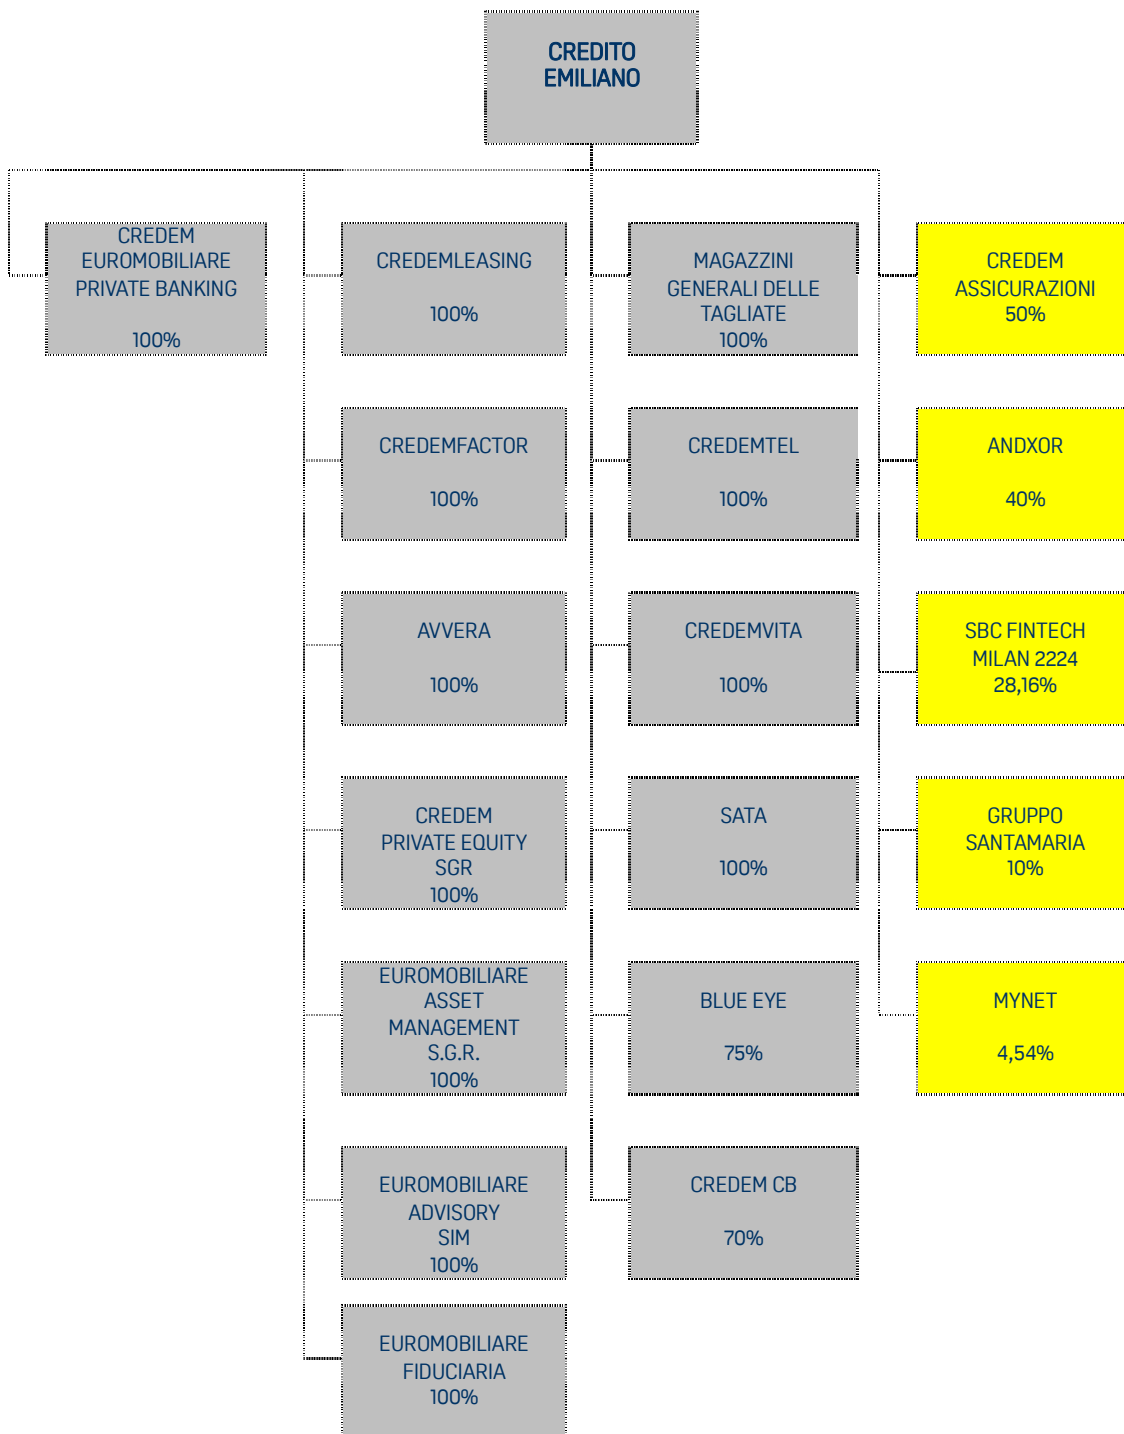 CREDITO
EMILIANO
CREDEM
EUROMOBILIARE
PRIVATE BANKING
100%
CREDEMLEASING
100%
MAGAZZINI
GENERALI DELLE
TAGLIATE
100%
CREDEM
ASSICURAZIONI
50%
CREDEMFACTOR
100%
CREDEMTEL
100%
ANDXOR
40%
AVVERA
100%
CREDEMVITA
100%
SBC FINTECH
MILAN 2224
28,16%
CREDEM
PRIVATE EQUITY
SGR
100%
SATA
100%
GRUPPO
SANTAMARIA
10%
EUROMOBILIARE
ASSET
MANAGEMENT
S.G.R.
100%
BLUE EYE
75%
MYNET
4,54%
EUROMOBILIARE
ADVISORY
SIM
100%
CREDEM CB
70%
EUROMOBILIARE
FIDUCIARIA
100%